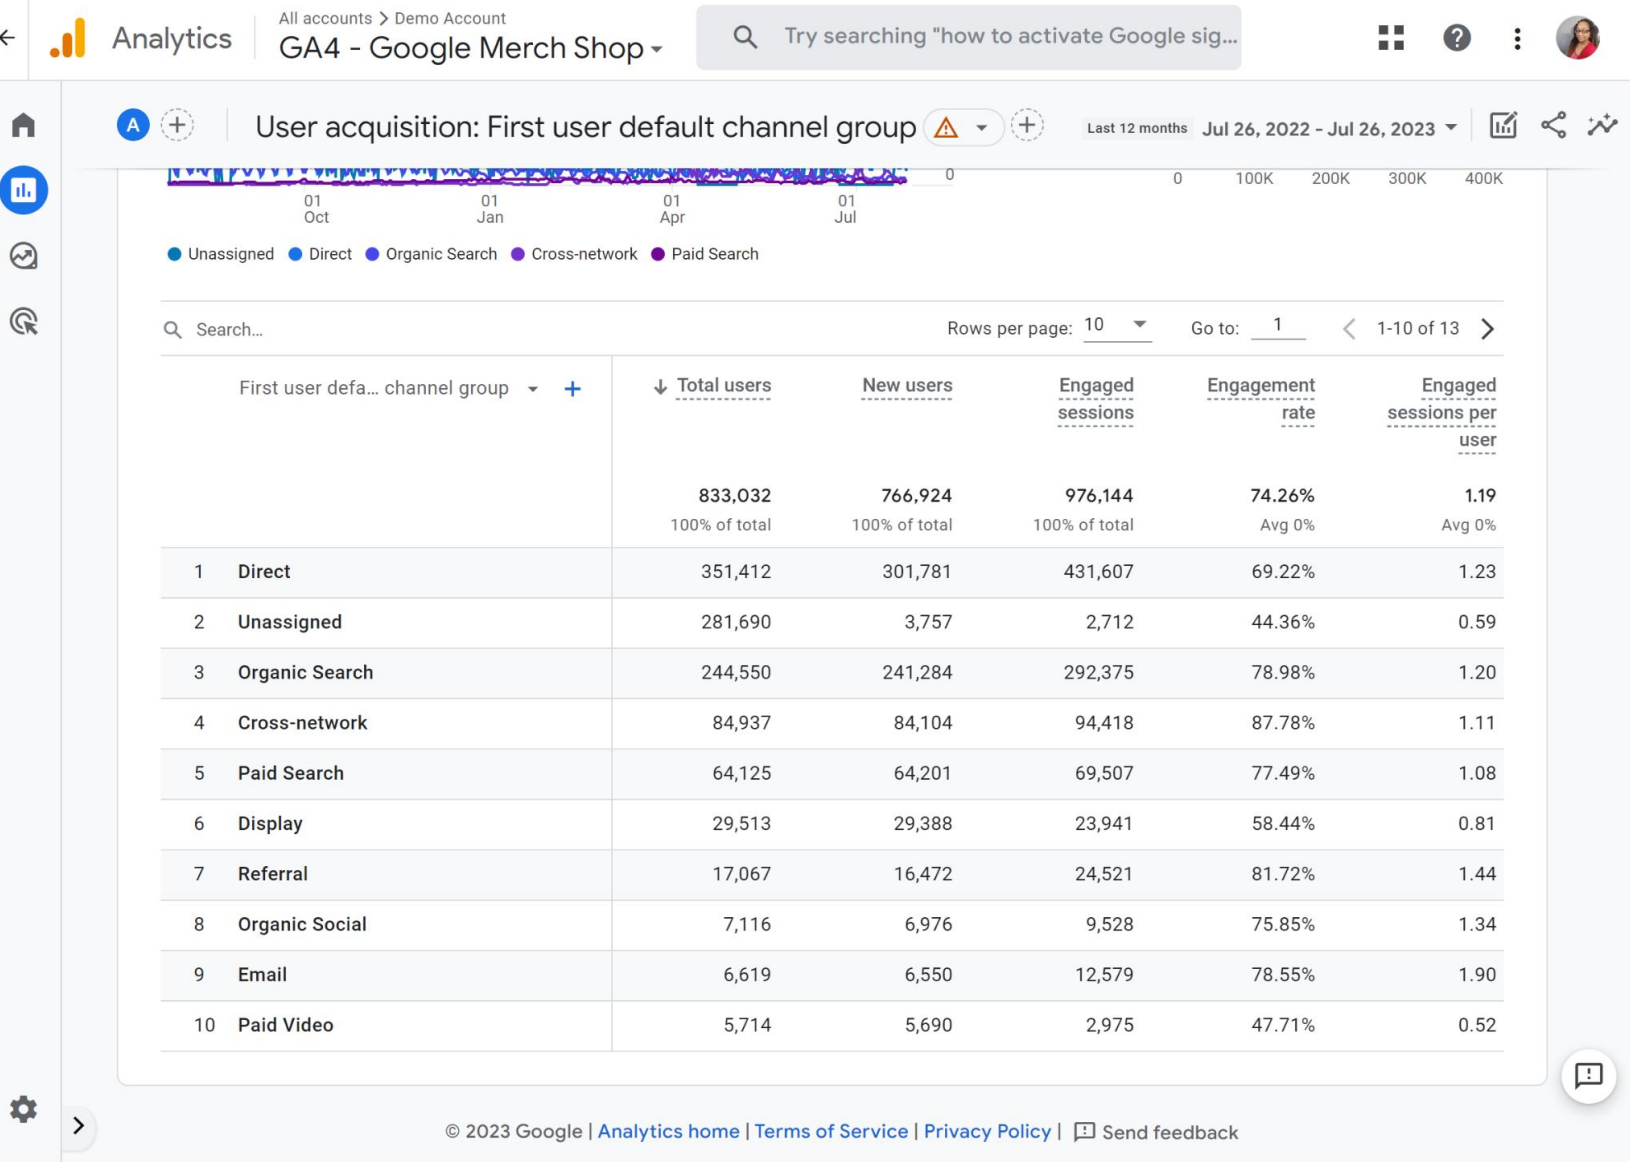 Analytics
All accounts > Demo Account
GA4 - Google Merch Shop
Try searching "how to activate Google sig...
A
User acquisition: First user default channel group
Last 12 months Jul 26, 2022 - Jul 26, 2023
01 Oct
01 Jan
01 Apr
01 Jul
0
0 100K 200K 300K 400K
Unassigned Direct Organic Search Cross-network Paid Search
Search...
Rows per page: 10 Go to: 1 1-10 of 13
First user defa... channel group
Total users
New users
Engaged sessions
Engagement rate
Engaged sessions per user
833,032 766,924 976,144 74.26% 1.19
100% of total 100% of total 100% of total Avg 0% Avg 0%
1 Direct 351,412 301,781 431,607 69.22% 1.23
2 Unassigned 281,690 3,757 2,712 44.36% 0.59
3 Organic Search 244,550 241,284 292,375 78.98% 1.20
4 Cross-network 84,937 84,104 94,418 87.78% 1.11
5 Paid Search 64,125 64,201 69,507 77.49% 1.08
6 Display 29,513 29,388 23,941 58.44% 0.81
7 Referral 17,067 16,472 24,521 81.72% 1.44
8 Organic Social 7,116 6,976 9,528 75.85% 1.34
9 Email 6,619 6,550 12,579 78.55% 1.90
10 Paid Video 5,714 5,690 2,975 47.71% 0.52
© 2023 Google | Analytics home | Terms of Service | Privacy Policy | Send feedback